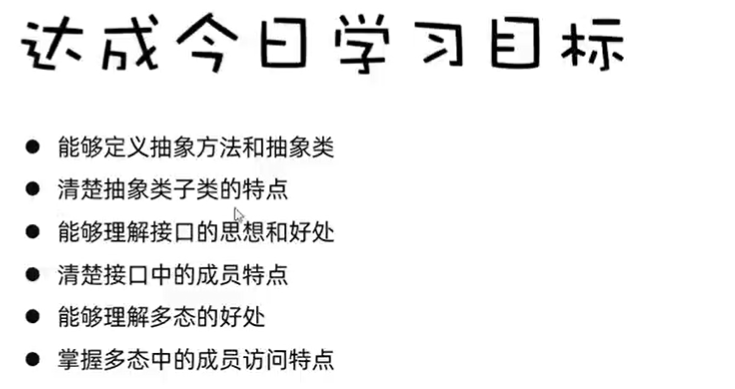 达成今日学习目标
● 能够定义抽象方法和抽象类
● 清楚抽象类子类的特点
● 能够理解接口的思想和好处
● 清楚接口中的成员特点
● 能够理解多态的好处
● 掌握多态中的成员访问特点